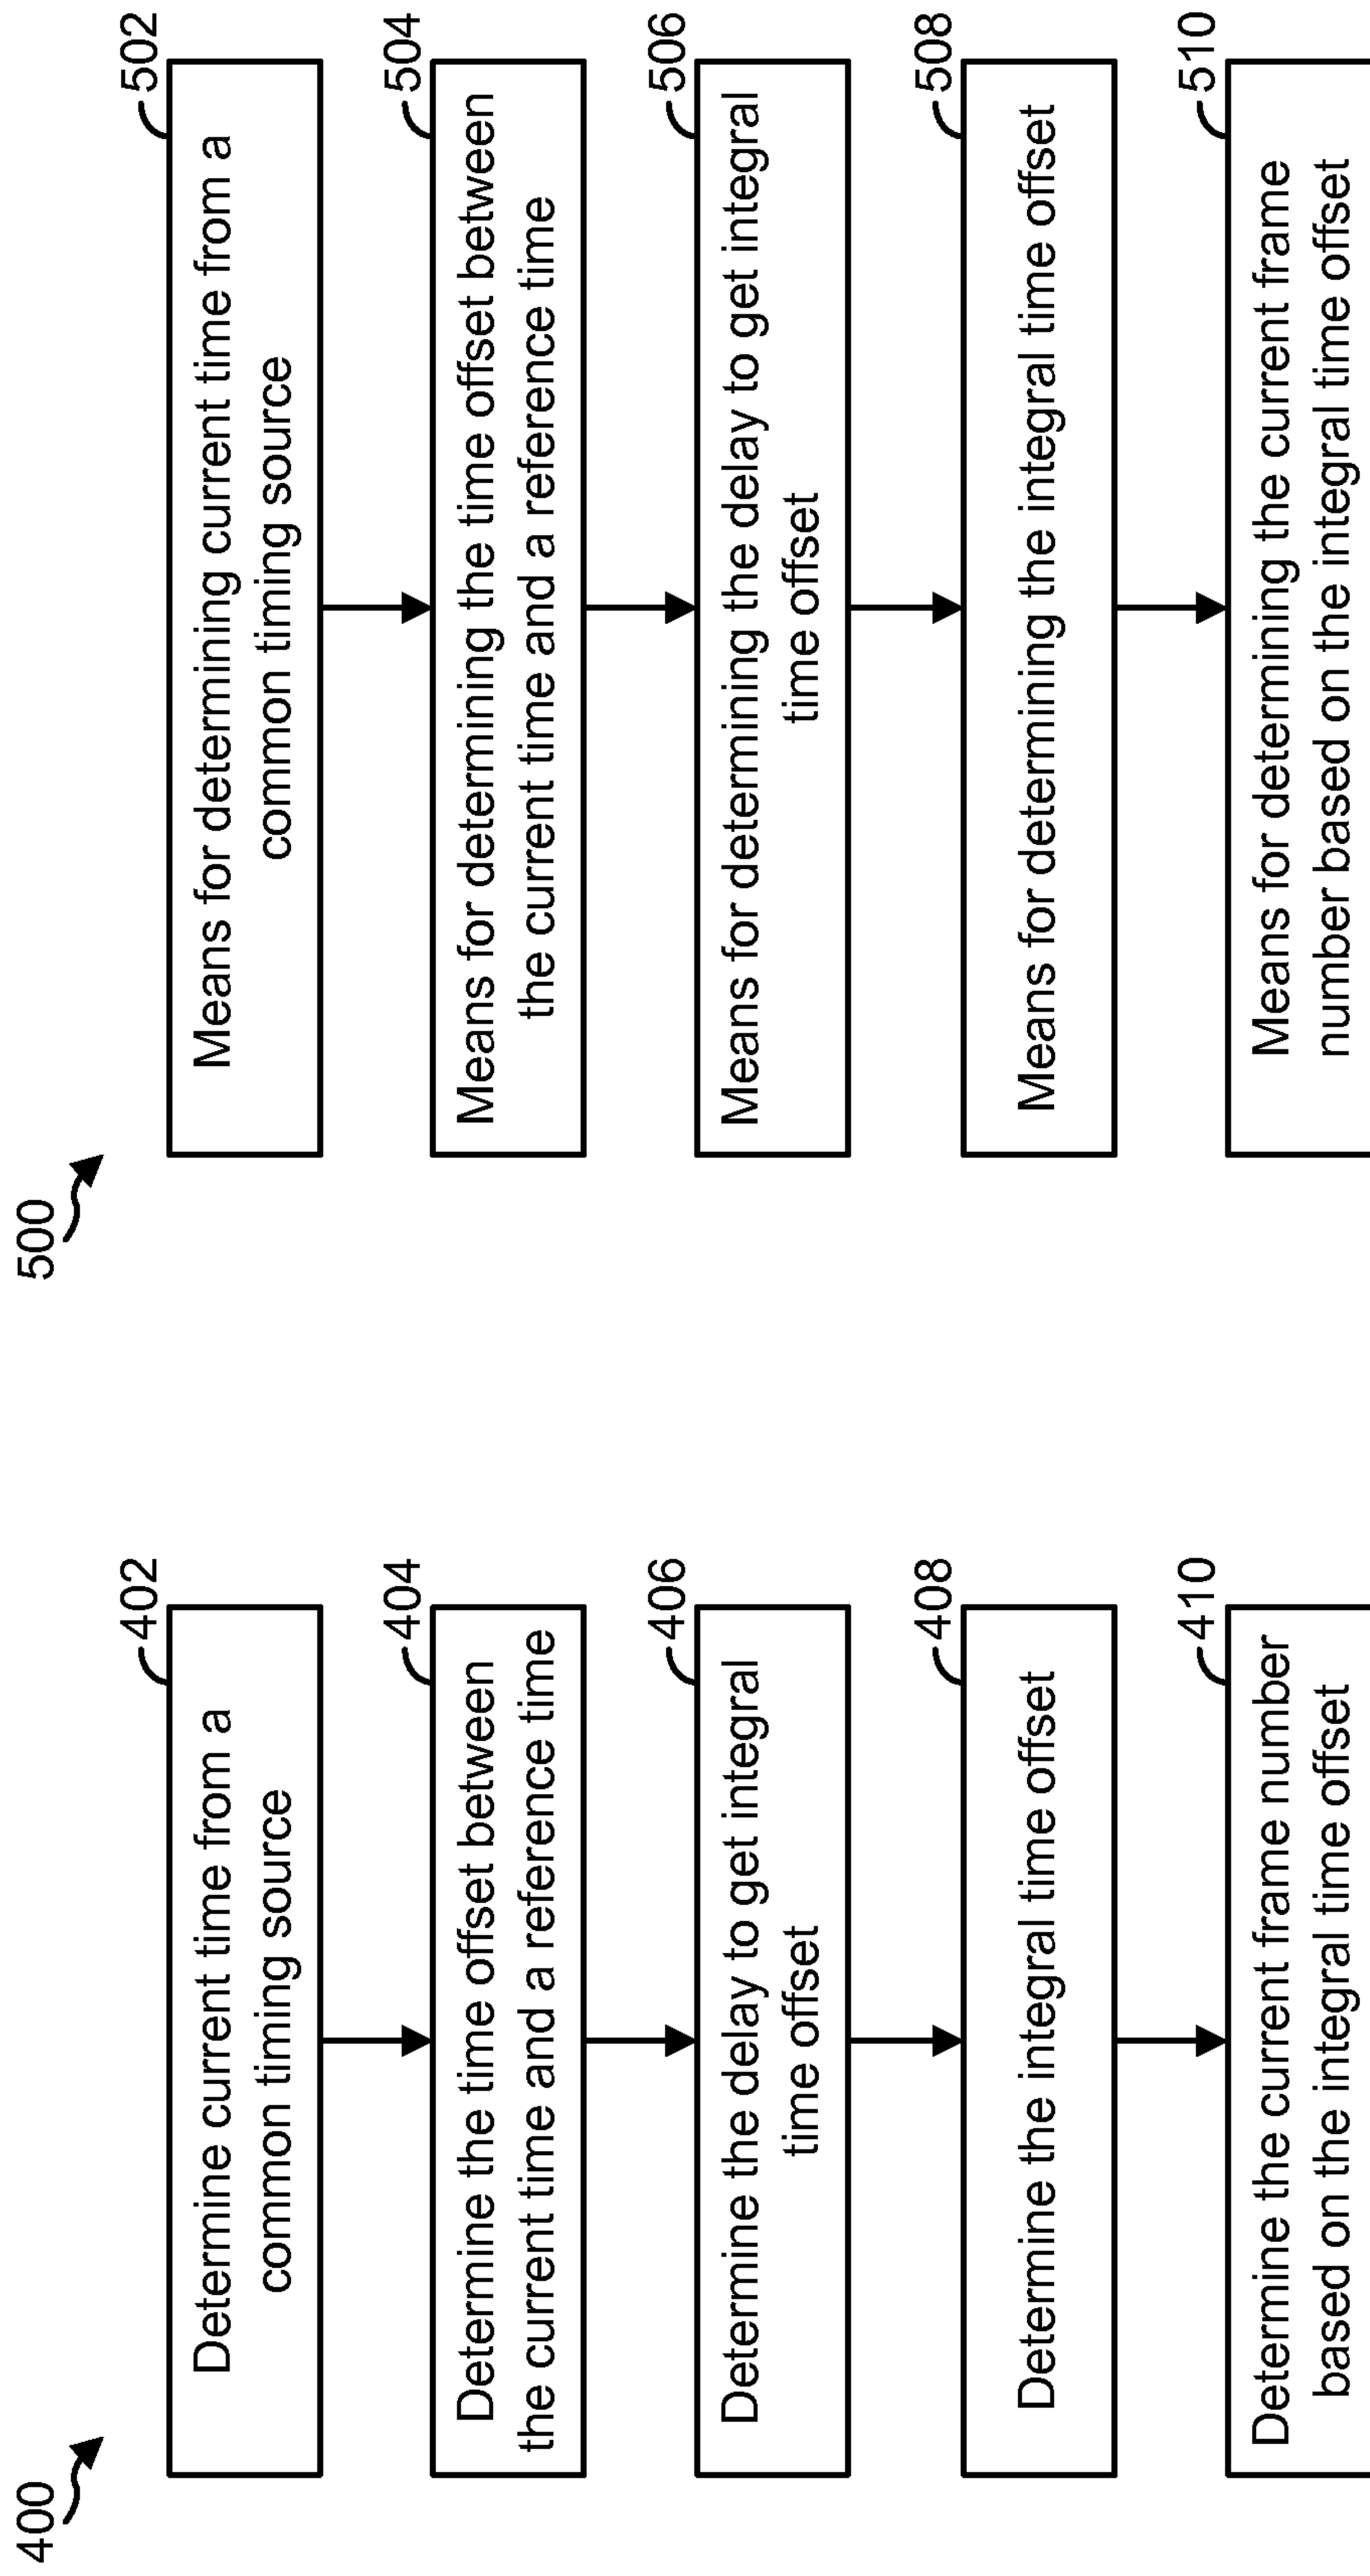 400
402
Determine current time from a
common timing source
404
Determine the time offset between
the current time and a reference time
406
Determine the delay to get integral
time offset
408
Determine the integral time offset
410
Determine the current frame number
based on the integral time offset
500
502
Means for determining current time from a
common timing source
504
Means for determining the time offset between
the current time and a reference time
506
Means for determining the delay to get integral
time offset
508
Means for determining the integral time offset
510
Means for determining the current frame
number based on the integral time offset